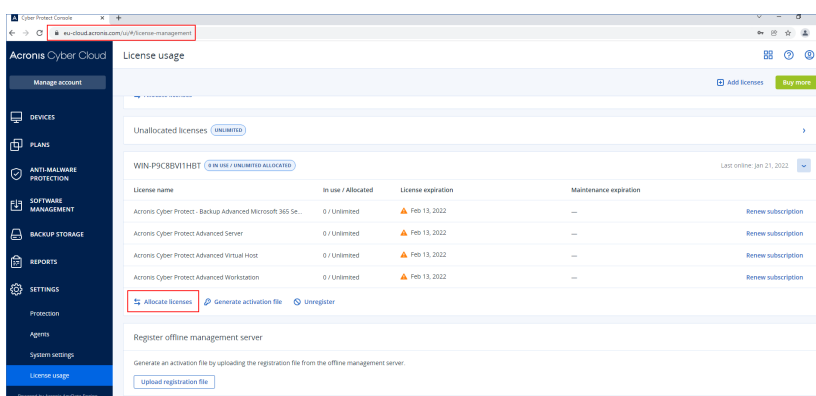 Cyber Protect Console
eu-cloud.acronis.com/ui/#/license-management
Acronis Cyber Cloud
License usage
Manage account
Add licenses
Buy more
DEVICES
Unallocated licenses UNLIMITED
PLANS
WIN-P9C8BVI1HBT 0 IN USE / UNLIMITED ALLOCATED
Last online: Jan 21, 2022
ANTI-MALWARE
PROTECTION
License name In use / Allocated License expiration Maintenance expiration
SOFTWARE
MANAGEMENT
Acronis Cyber Protect - Backup Advanced Microsoft 365 Se... 0 / Unlimited Feb 13, 2022 — Renew subscription
BACKUP STORAGE
Acronis Cyber Protect Advanced Server 0 / Unlimited Feb 13, 2022 — Renew subscription
Acronis Cyber Protect Advanced Virtual Host 0 / Unlimited Feb 13, 2022 — Renew subscription
REPORTS
Acronis Cyber Protect Advanced Workstation 0 / Unlimited Feb 13, 2022 — Renew subscription
SETTINGS
Allocate licenses Generate activation file Unregister
Protection
Agents
Register offline management server
System settings
Generate an activation file by uploading the registration file from the offline management server.
License usage
Upload registration file